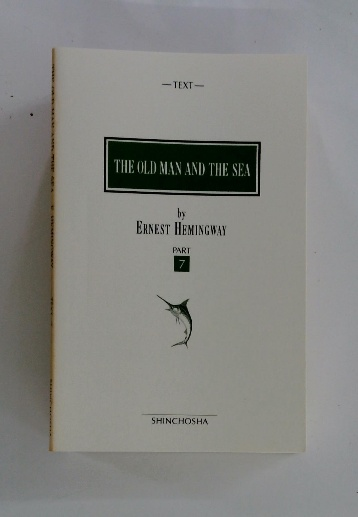 — TEXT —
THE OLD MAN AND THE SEA
by
ERNEST HEMINGWAY
PART
7
SHINCHOSHA